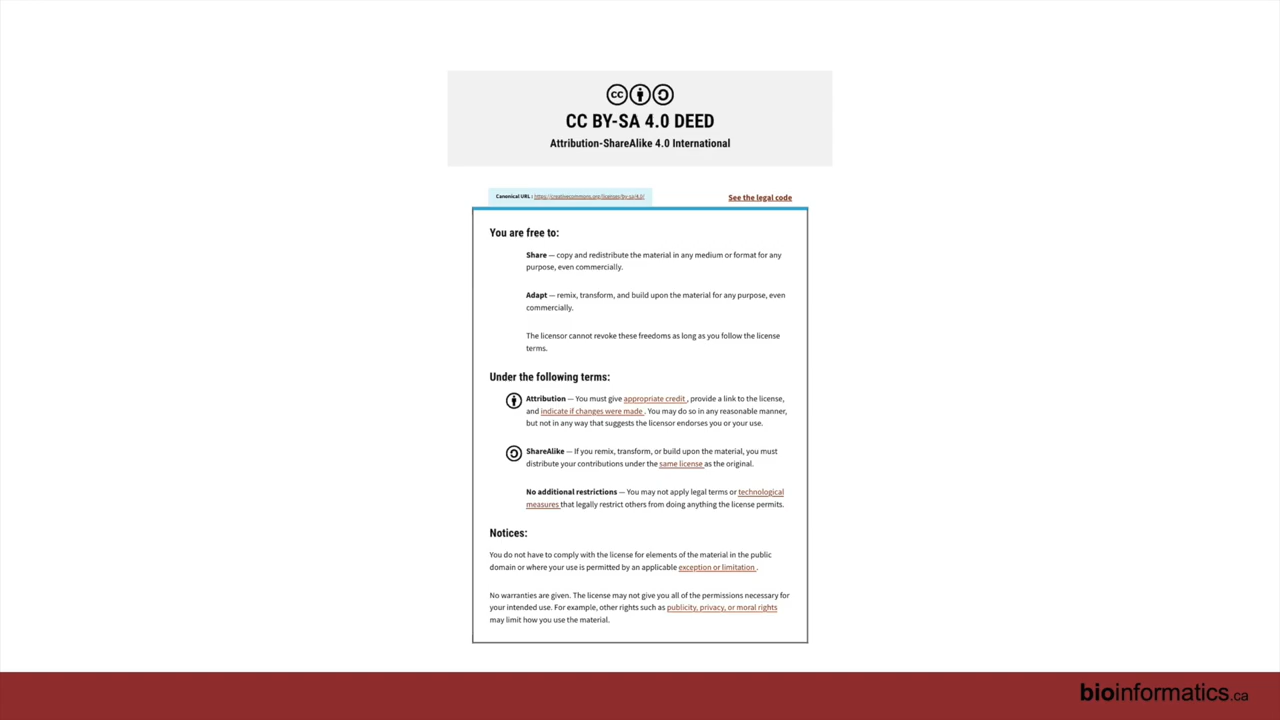 CC BY-SA 4.0 DEED
Attribution-ShareAlike 4.0 International
Canonical URL : https://creativecommons.org/licenses/by-sa/4.0/
See the legal code
You are free to:
Share — copy and redistribute the material in any medium or format for any
purpose, even commercially.
Adapt — remix, transform, and build upon the material for any purpose, even
commercially.
The licensor cannot revoke these freedoms as long as you follow the license
terms.
Under the following terms:
Attribution — You must give appropriate credit , provide a link to the license,
and indicate if changes were made . You may do so in any reasonable manner,
but not in any way that suggests the licensor endorses you or your use.
ShareAlike — If you remix, transform, or build upon the material, you must
distribute your contributions under the same license as the original.
No additional restrictions — You may not apply legal terms or technological
measures that legally restrict others from doing anything the license permits.
Notices:
You do not have to comply with the license for elements of the material in the public
domain or where your use is permitted by an applicable exception or limitation .
No warranties are given. The license may not give you all of the permissions necessary for
your intended use. For example, other rights such as publicity, privacy, or moral rights
may limit how you use the material.
bioinformatics.ca